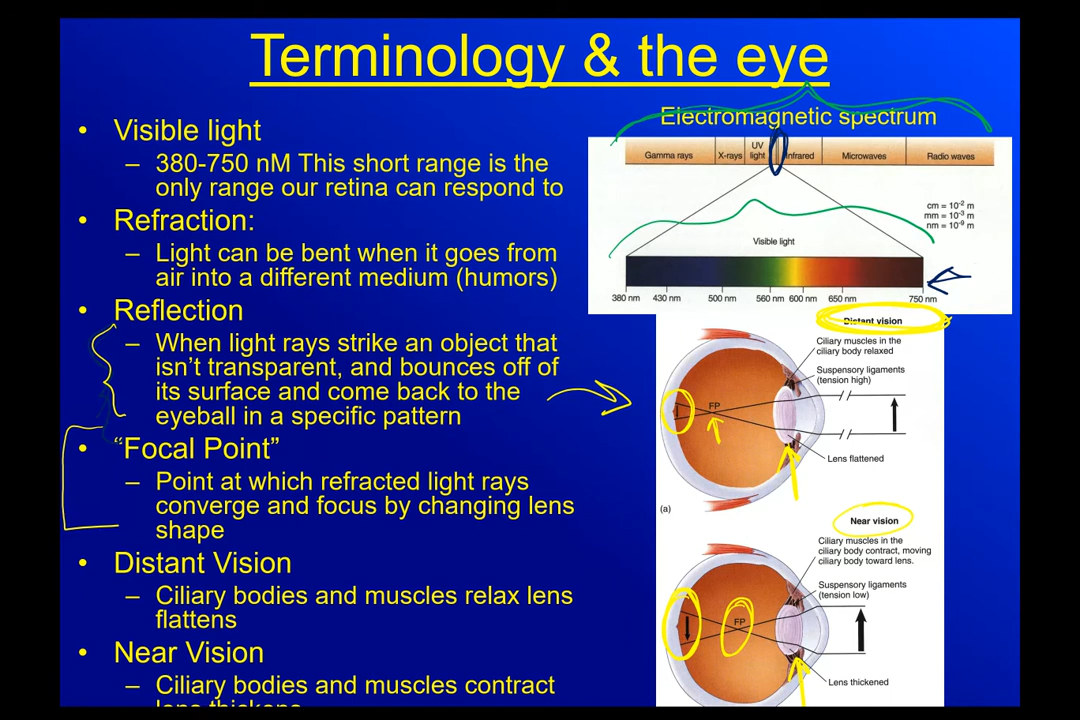 Terminology & the eye
• Visible light
– 380-750 nM This short range is the
only range our retina can respond to
• Refraction:
– Light can be bent when it goes from
air into a different medium (humors)
• Reflection
– When light rays strike an object that
isn't transparent, and bounces off of
its surface and come back to the
eyeball in a specific pattern
• "Focal Point"
– Point at which refracted light rays
converge and focus by changing lens
shape
• Distant Vision
– Ciliary bodies and muscles relax lens
flattens
• Near Vision
– Ciliary bodies and muscles contract
lens thickens
Electromagnetic spectrum
Gamma rays X-rays UV light Infrared Microwaves Radio waves
cm = 10⁻² m
mm = 10⁻³ m
nm = 10⁻⁹ m
Visible light
380 nm 430 nm 500 nm 560 nm 600 nm 650 nm 750 nm
Distant vision
Ciliary muscles in the
ciliary body relaxed
Suspensory ligaments
(tension high)
FP
Lens flattened
(a)
Near vision
Ciliary muscles in the
ciliary body contract, moving
ciliary body toward lens.
Suspensory ligaments
(tension low)
FP
Lens thickened